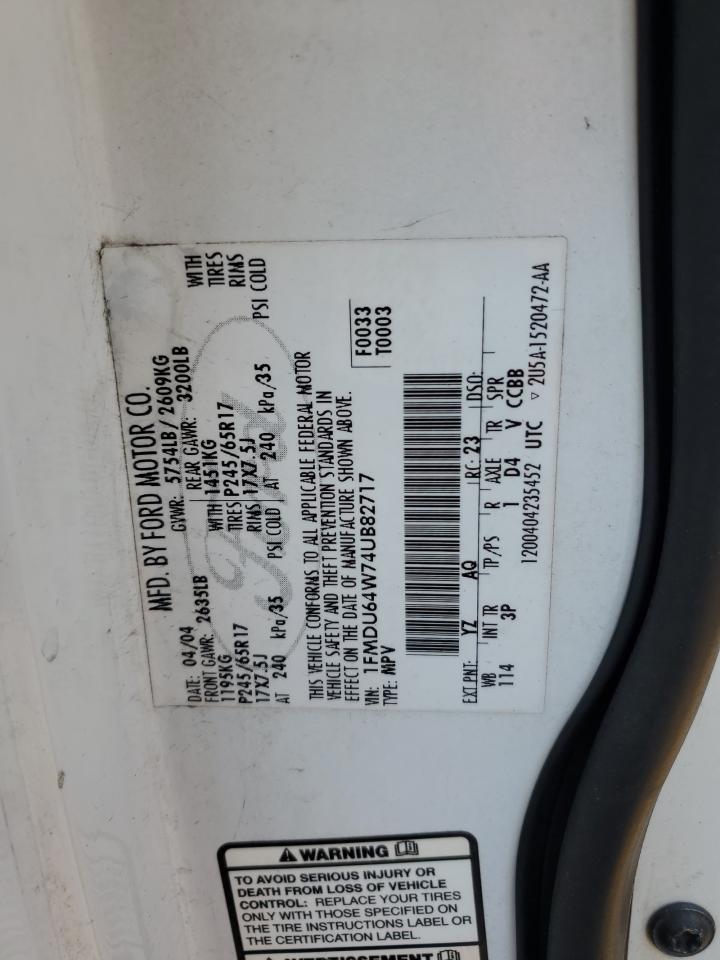 MFD. BY FORD MOTOR CO.
DATE: 04/04 GVWR: 5754LB / 2609KG
FRONT GAWR: 2635LB REAR GAWR: 3200LB
1195KG WITH 1451KG WITH
P245/65R17 TIRES P245/65R17 TIRES
17X7.5J RIMS 17X7.5J RIMS
AT 240 kPa/35 PSI COLD AT 240 kPa/35 PSI COLD
Ford
THIS VEHICLE CONFORMS TO ALL APPLICABLE FEDERAL MOTOR
VEHICLE SAFETY AND THEFT PREVENTION STANDARDS IN
EFFECT ON THE DATE OF MANUFACTURE SHOWN ABOVE.
VIN: 1FMDU64W74UB82717
TYPE: MPV
F0033
T0003
EXT PNT: YZ AQ RC: 23 DSO:
WB INT TR TP/PS R AXLE TR SPR
114 3P 1 D4 V CCBB
1200404235452 UTC ▽ 2U5A-1520472-AA
⚠ WARNING
TO AVOID SERIOUS INJURY OR
DEATH FROM LOSS OF VEHICLE
CONTROL: REPLACE YOUR TIRES
ONLY WITH THOSE SPECIFIED ON
THE TIRE INSTRUCTIONS LABEL OR
THE CERTIFICATION LABEL.
⚠ AVERTISSEMENT